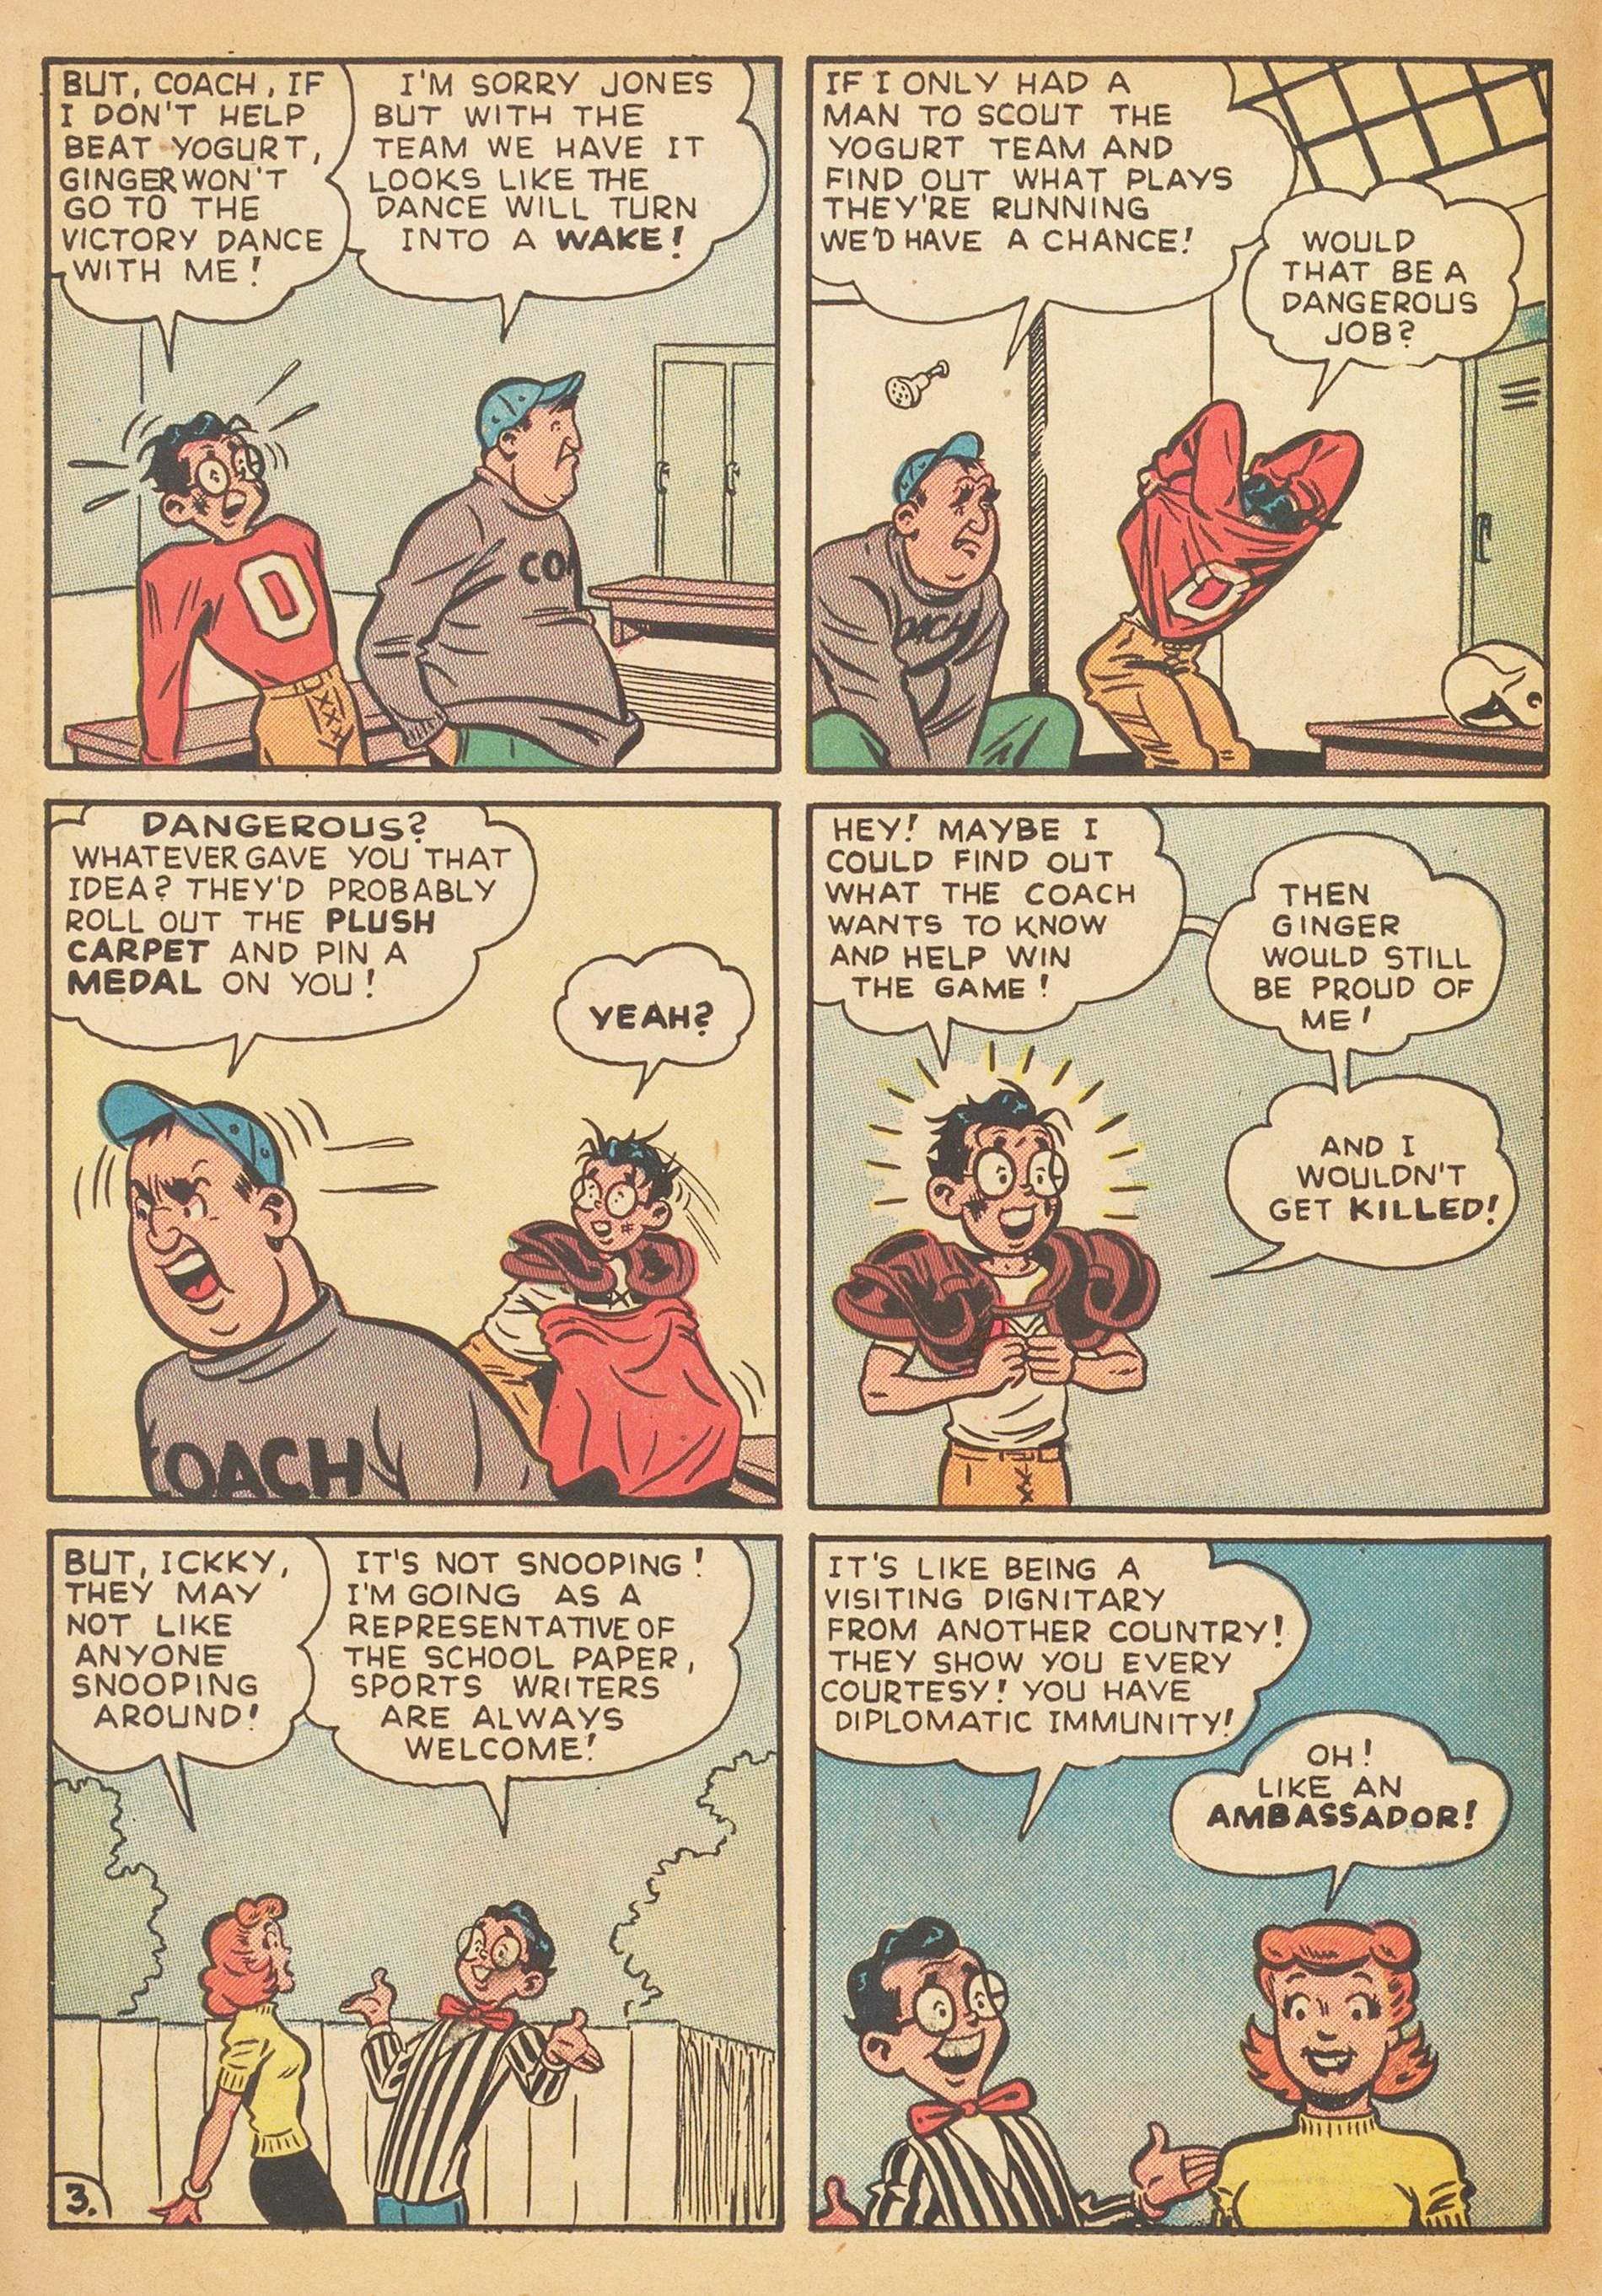 BUT, COACH, IF
I DON'T HELP
BEAT YOGURT,
GINGER WON'T
GO TO THE
VICTORY DANCE
WITH ME!
I'M SORRY JONES
BUT WITH THE
TEAM WE HAVE IT
LOOKS LIKE THE
DANCE WILL TURN
INTO A WAKE!
O
CO
IF I ONLY HAD A
MAN TO SCOUT THE
YOGURT TEAM AND
FIND OUT WHAT PLAYS
THEY'RE RUNNING
WE'D HAVE A CHANCE!
WOULD
THAT BE A
DANGEROUS
JOB?
OACH
O
DANGEROUS?
WHATEVER GAVE YOU THAT
IDEA? THEY'D PROBABLY
ROLL OUT THE PLUSH
CARPET AND PIN A
MEDAL ON YOU!
YEAH?
COACH
HEY! MAYBE I
COULD FIND OUT
WHAT THE COACH
WANTS TO KNOW
AND HELP WIN
THE GAME!
THEN
GINGER
WOULD STILL
BE PROUD OF
ME!
AND I
WOULDN'T
GET KILLED!
BUT, ICKKY,
THEY MAY
NOT LIKE
ANYONE
SNOOPING
AROUND!
IT'S NOT SNOOPING!
I'M GOING AS A
REPRESENTATIVE OF
THE SCHOOL PAPER,
SPORTS WRITERS
ARE ALWAYS
WELCOME!
3.
IT'S LIKE BEING A
VISITING DIGNITARY
FROM ANOTHER COUNTRY!
THEY SHOW YOU EVERY
COURTESY! YOU HAVE
DIPLOMATIC IMMUNITY!
OH!
LIKE AN
AMBASSADOR!